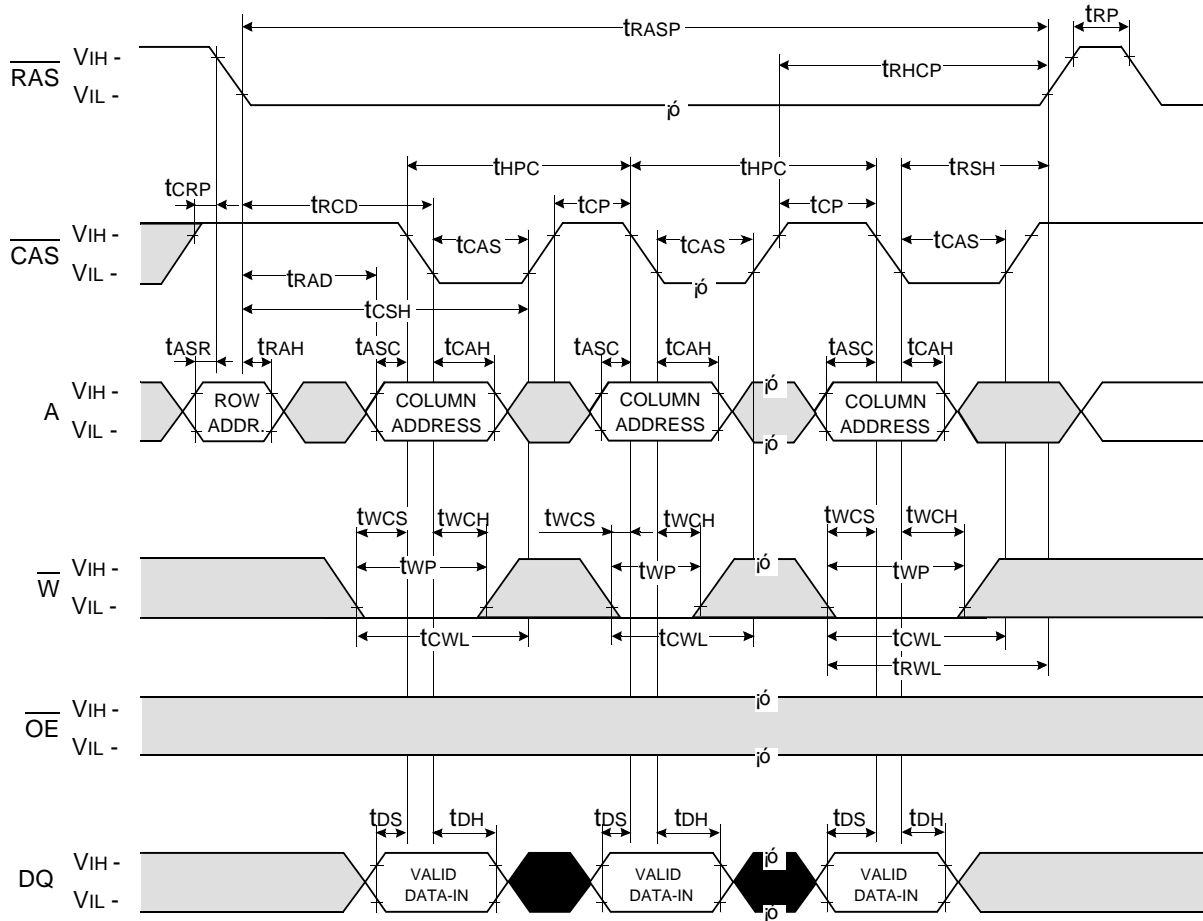 tRASP tRP
VIH -
RAS
tRHCP
VIL -
¡ó
tHPC tHPC tRSH
tCRP
tRCD tCP tCP
VIH -
CAS
tCAS tCAS tCAS
VIL -
tRAD
¡ó
tCSH
tASR tRAH tASC tCAH tASC tCAH tASC tCAH
VIH -
A
VIL -
ROW
ADDR.
COLUMN
ADDRESS
COLUMN
ADDRESS
¡ó
¡ó
COLUMN
ADDRESS
tWCS tWCH tWCS tWCH tWCS tWCH
VIH -
W
VIL -
tWP tWP ¡ó tWP
tCWL tCWL tCWL
tRWL
VIH -
OE
VIL -
¡ó
¡ó
tDS tDH tDS tDH tDS tDH
VIH -
DQ
VIL -
VALID
DATA-IN
VALID
DATA-IN
¡ó
¡ó
VALID
DATA-IN